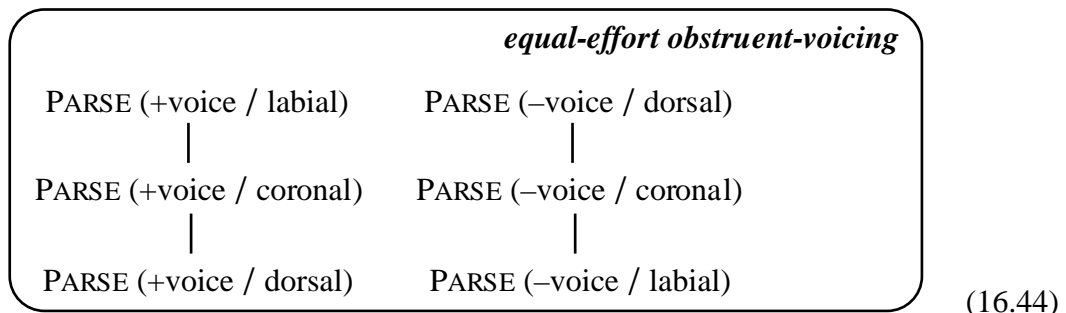 equal-effort obstruent-voicing
PARSE (+voice / labial) PARSE (–voice / dorsal)
PARSE (+voice / coronal) PARSE (–voice / coronal)
PARSE (+voice / dorsal) PARSE (–voice / labial)
(16.44)